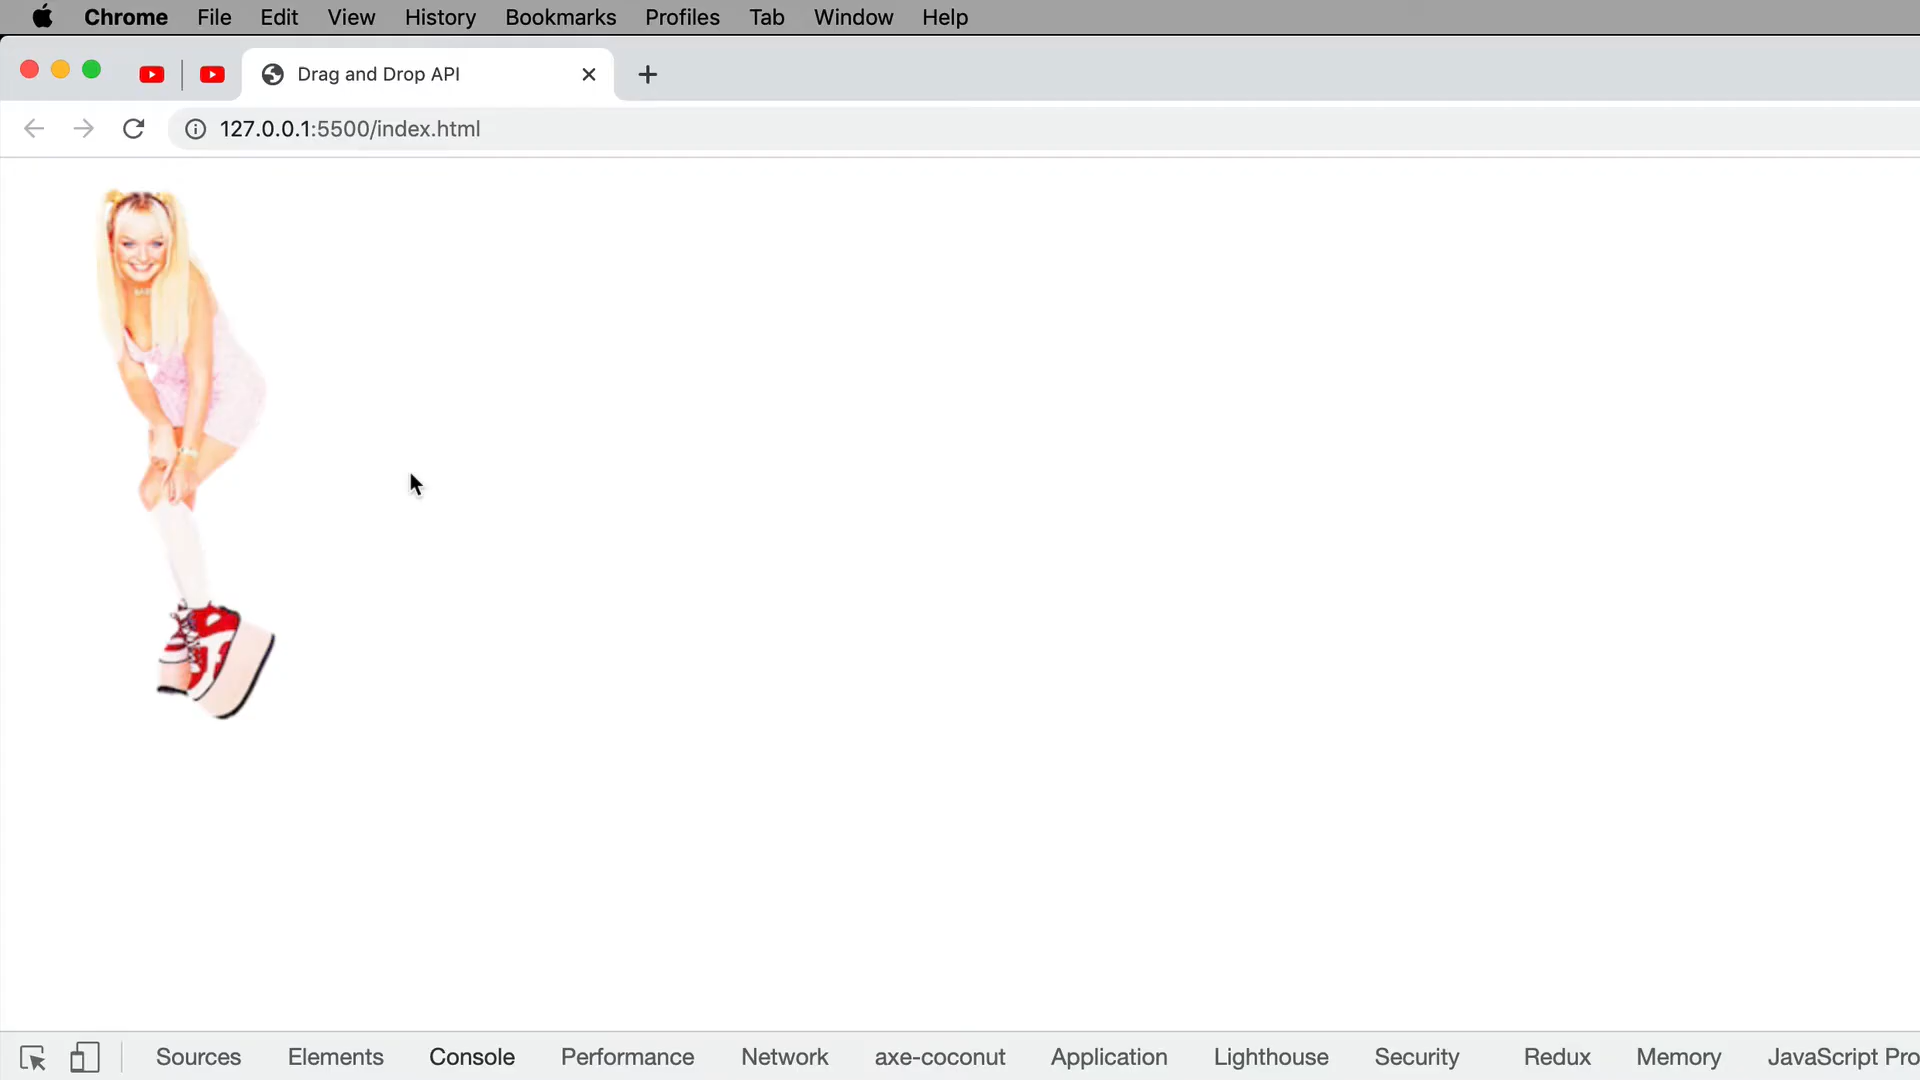 Chrome File Edit View History Bookmarks Profiles Tab Window Help
Drag and Drop API
127.0.0.1:5500/index.html
Sources Elements Console Performance Network axe-coconut Application Lighthouse Security Redux Memory JavaScript Pro